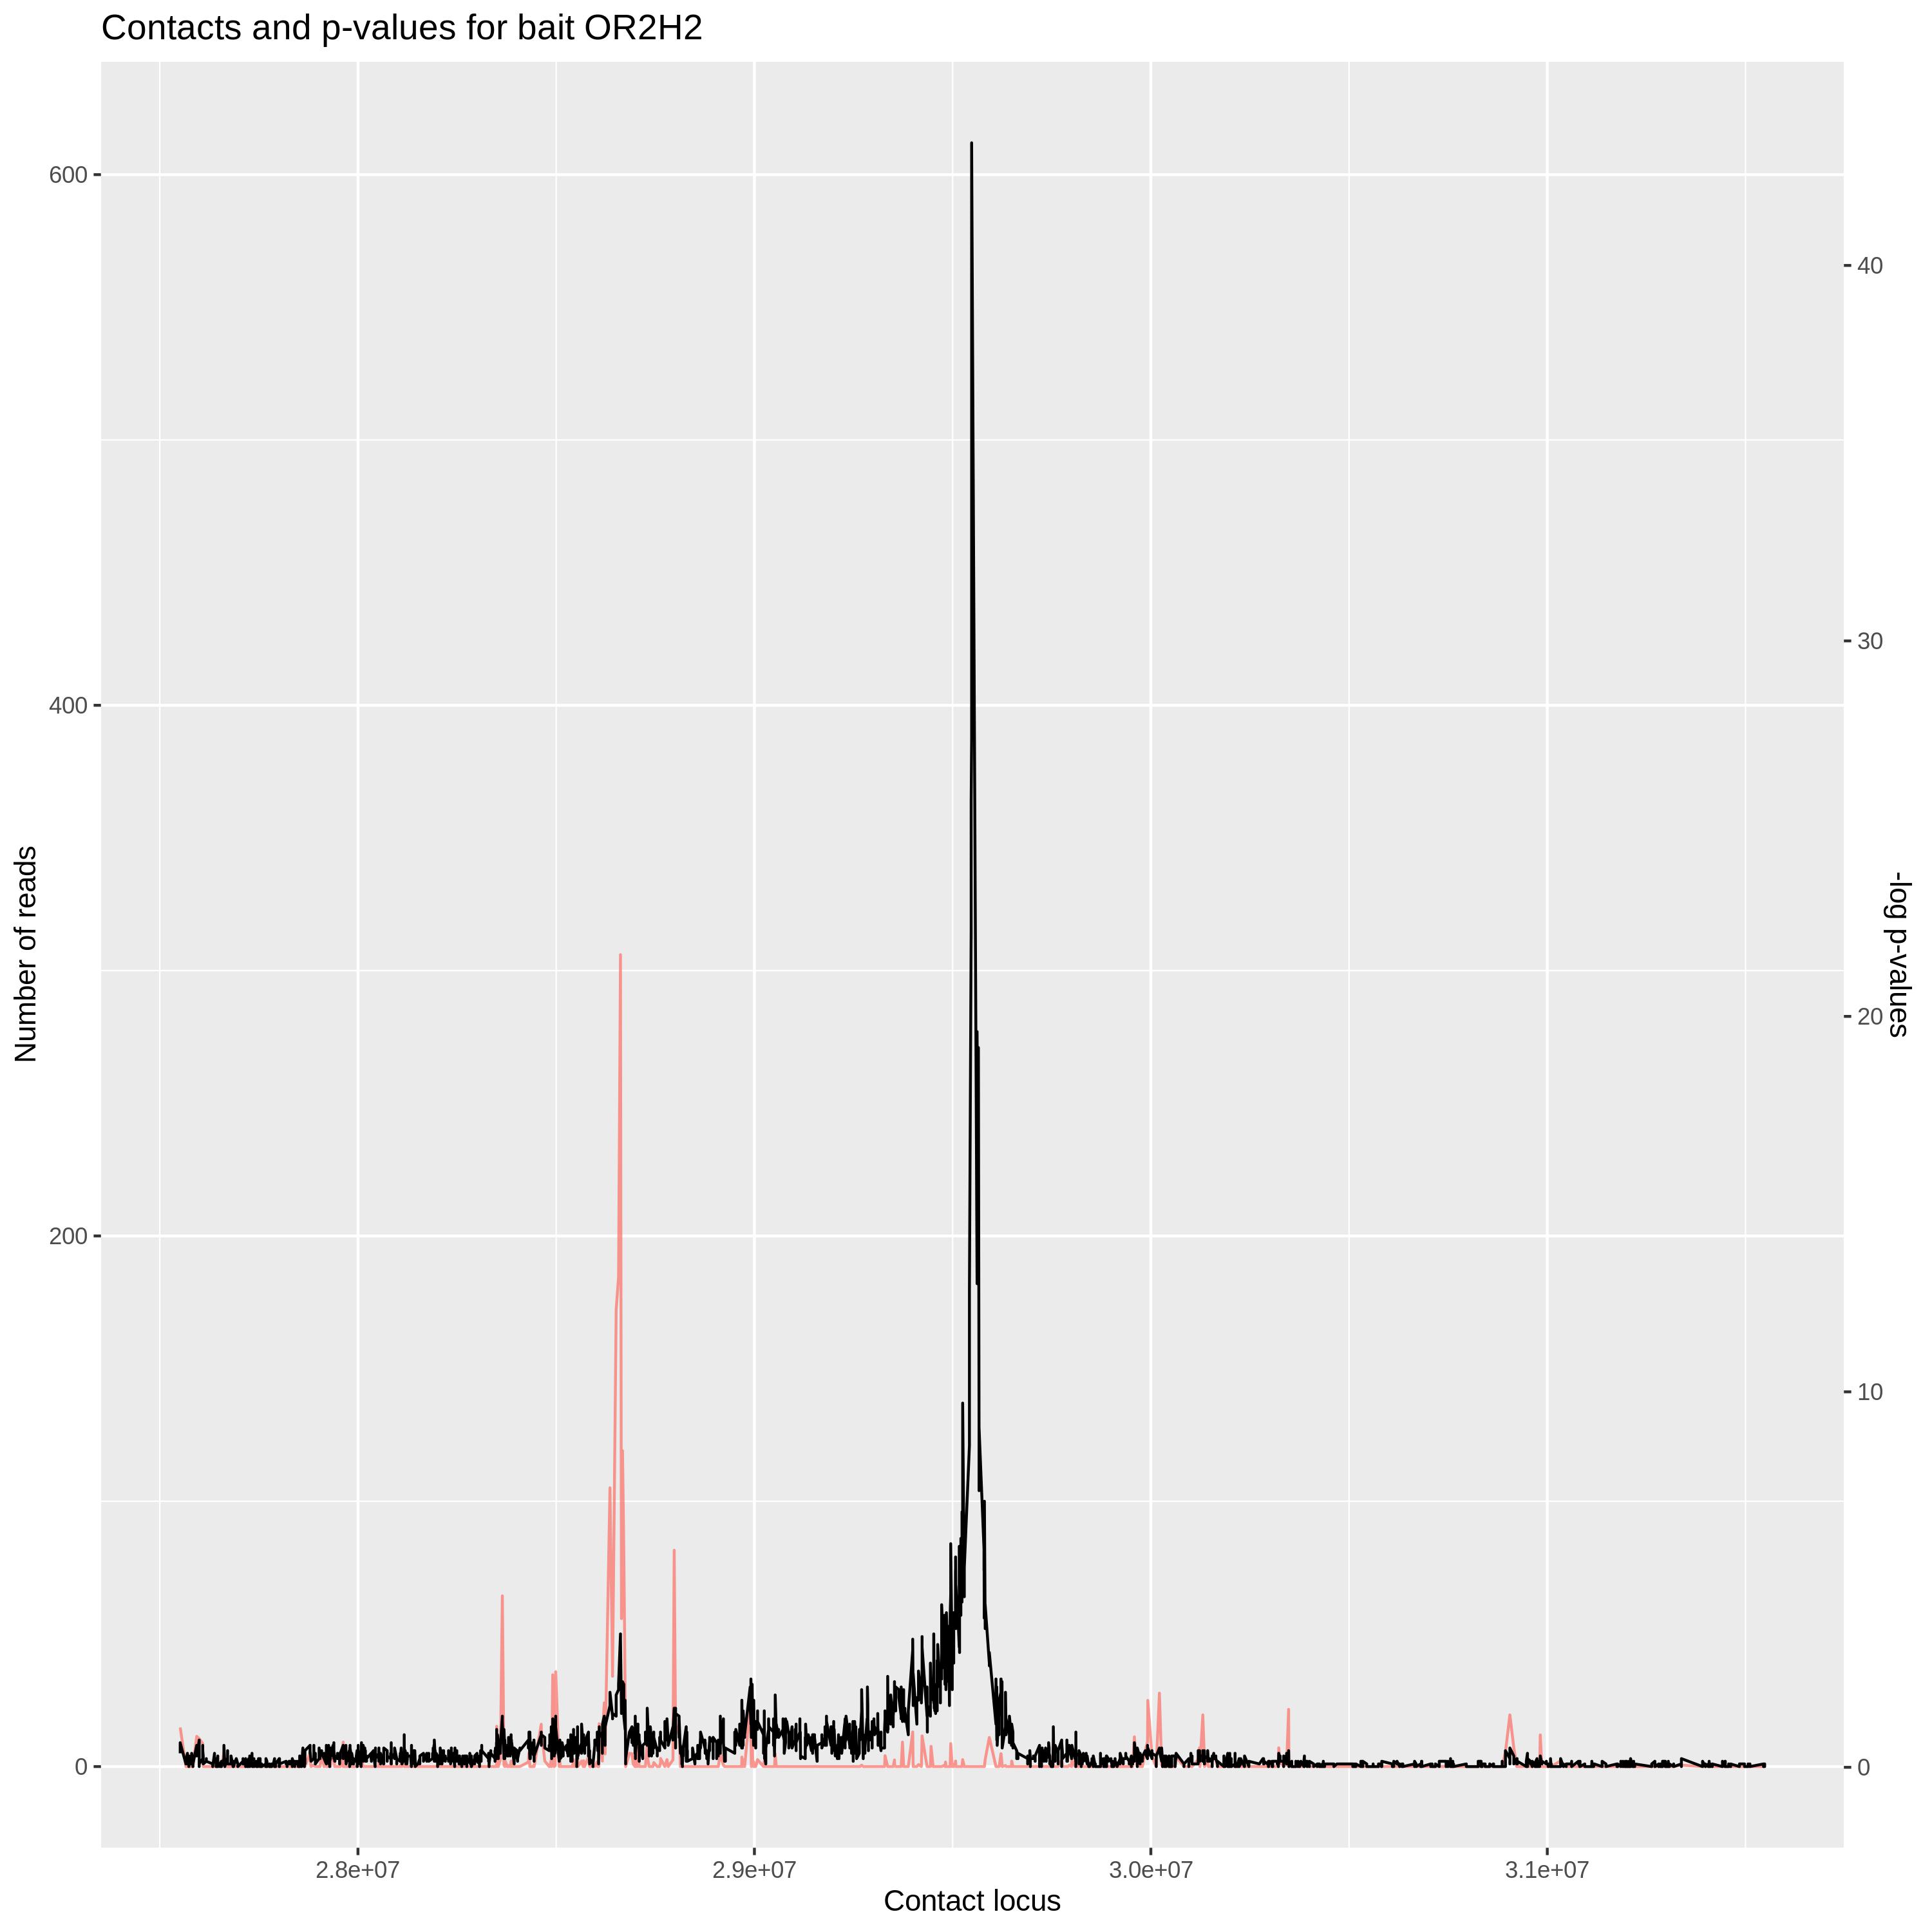 Contacts and p-values for bait OR2H2
600
400
200
0
Number of reads
40
30
20
10
0
-log p-values
2.8e+07
2.9e+07
3.0e+07
3.1e+07
Contact locus